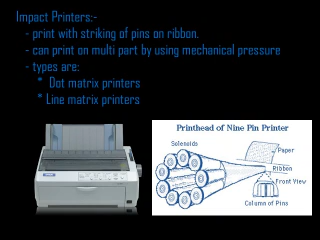 Impact Printers:-
- print with striking of pins on ribbon.
- can print on multi part by using mechanical pressure
- types are:
* Dot matrix printers
* Line matrix printers
Printhead of Nine Pin Printer
Solenoids
Paper
Ribbon
Front View
Column of Pins